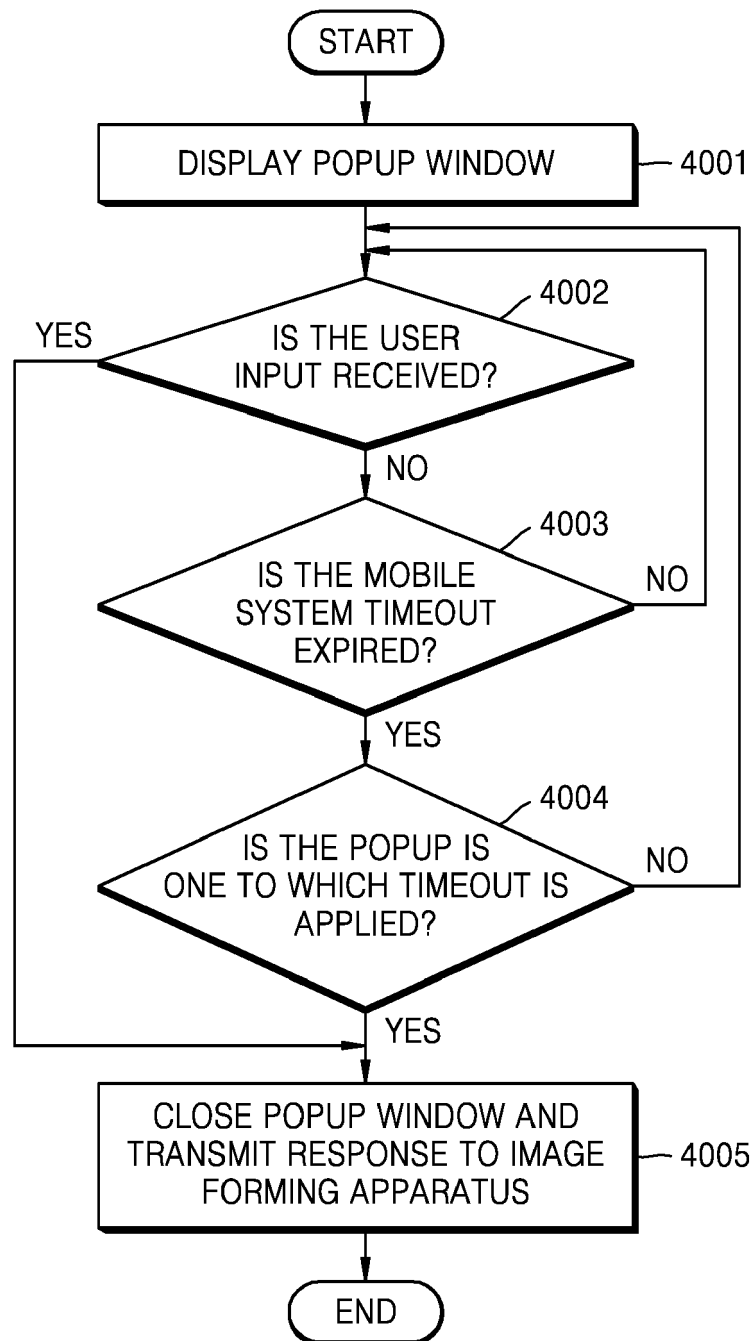 START
DISPLAY POPUP WINDOW
4001
4002
YES
IS THE USER
INPUT RECEIVED?
NO
4003
IS THE MOBILE
SYSTEM TIMEOUT
EXPIRED?
NO
YES
4004
IS THE POPUP IS
ONE TO WHICH TIMEOUT IS
APPLIED?
NO
YES
CLOSE POPUP WINDOW AND
TRANSMIT RESPONSE TO IMAGE
FORMING APPARATUS
4005
END